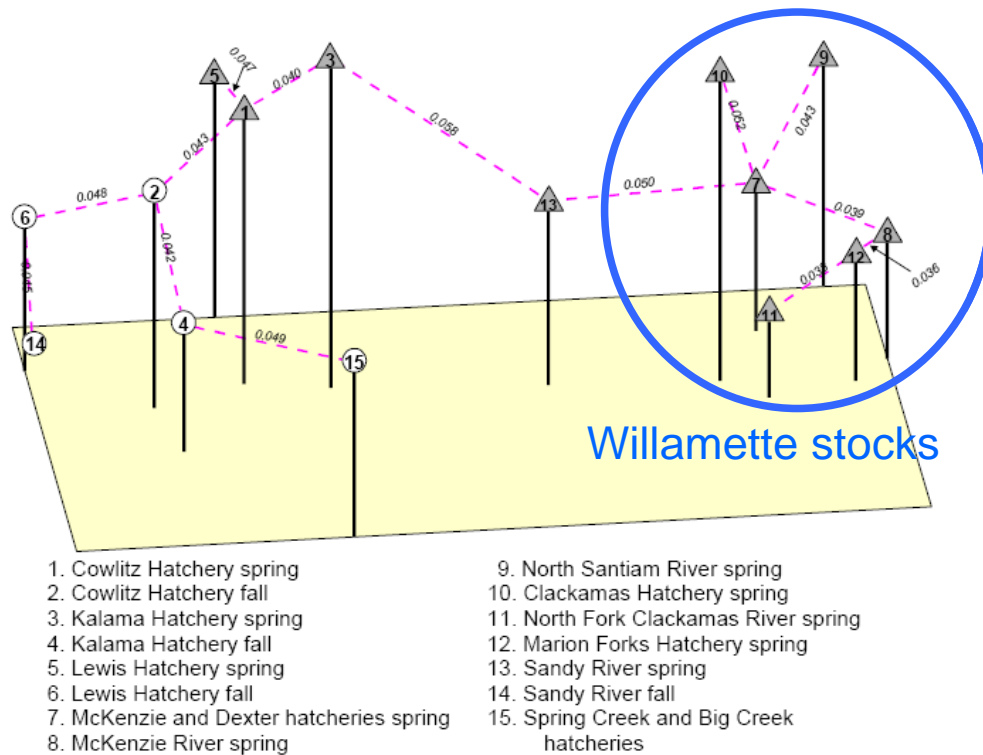 5
0.047
0.040
3
1
0.043
0.058
10
9
0.052
0.043
0.048
2
6
0.042
0.045
14
4
0.049
15
13
0.050
7
0.039
8
12
0.036
11
Willamette stocks
1. Cowlitz Hatchery spring
2. Cowlitz Hatchery fall
3. Kalama Hatchery spring
4. Kalama Hatchery fall
5. Lewis Hatchery spring
6. Lewis Hatchery fall
7. McKenzie and Dexter hatcheries spring
8. McKenzie River spring
9. North Santiam River spring
10. Clackamas Hatchery spring
11. North Fork Clackamas River spring
12. Marion Forks Hatchery spring
13. Sandy River spring
14. Sandy River fall
15. Spring Creek and Big Creek
hatcheries